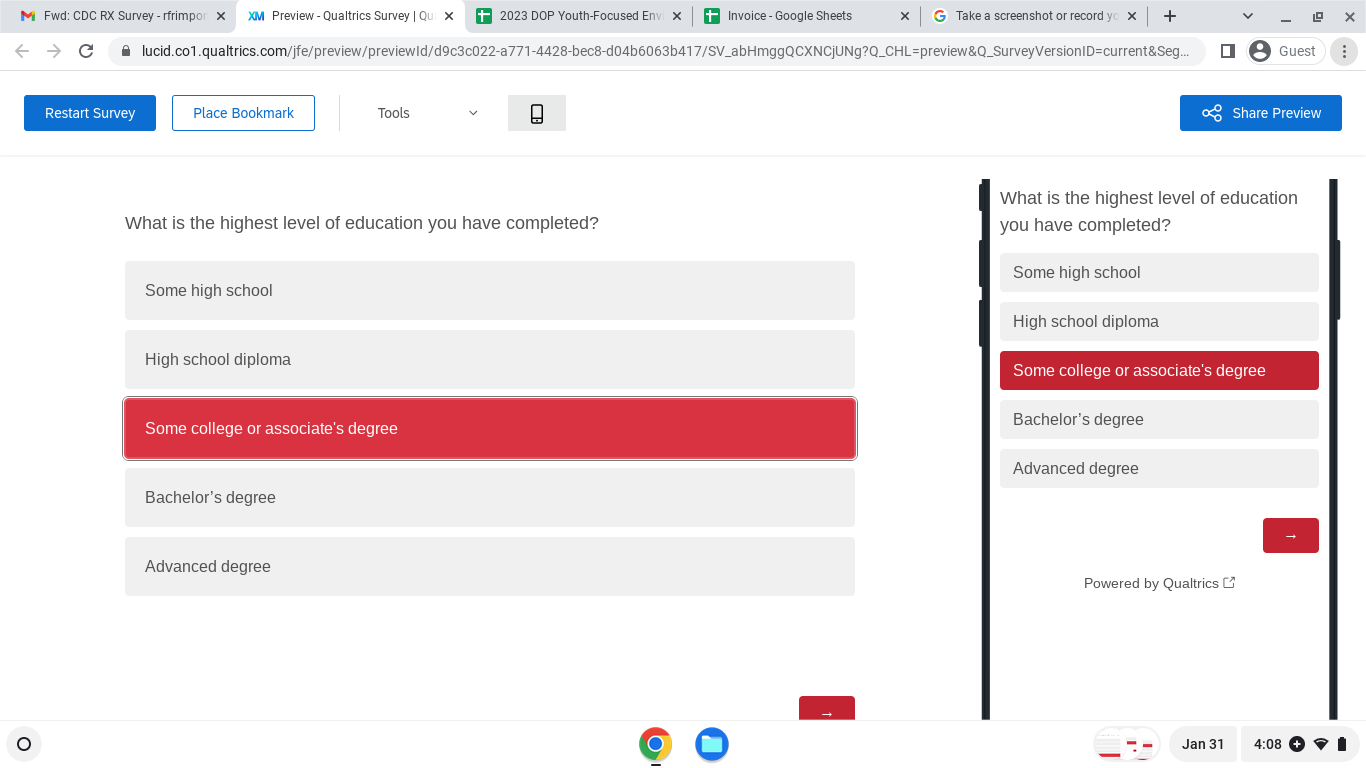 Fwd: CDC RX Survey - rfrimpor
Preview - Qualtrics Survey | Qu
2023 DOP Youth-Focused Envi
Invoice - Google Sheets
Take a screenshot or record yo
lucid.co1.qualtrics.com/jfe/preview/previewId/d9c3c022-a771-4428-bec8-d04b6063b417/SV_abHmggQCXNCjUNg?Q_CHL=preview&Q_SurveyVersionID=current&Seg...
Guest
Restart Survey
Place Bookmark
Tools
Share Preview
What is the highest level of education you have completed?
Some high school
High school diploma
Some college or associate's degree
Bachelor’s degree
Advanced degree
→
What is the highest level of education
you have completed?
Some high school
High school diploma
Some college or associate's degree
Bachelor’s degree
Advanced degree
→
Powered by Qualtrics
Jan 31
4:08